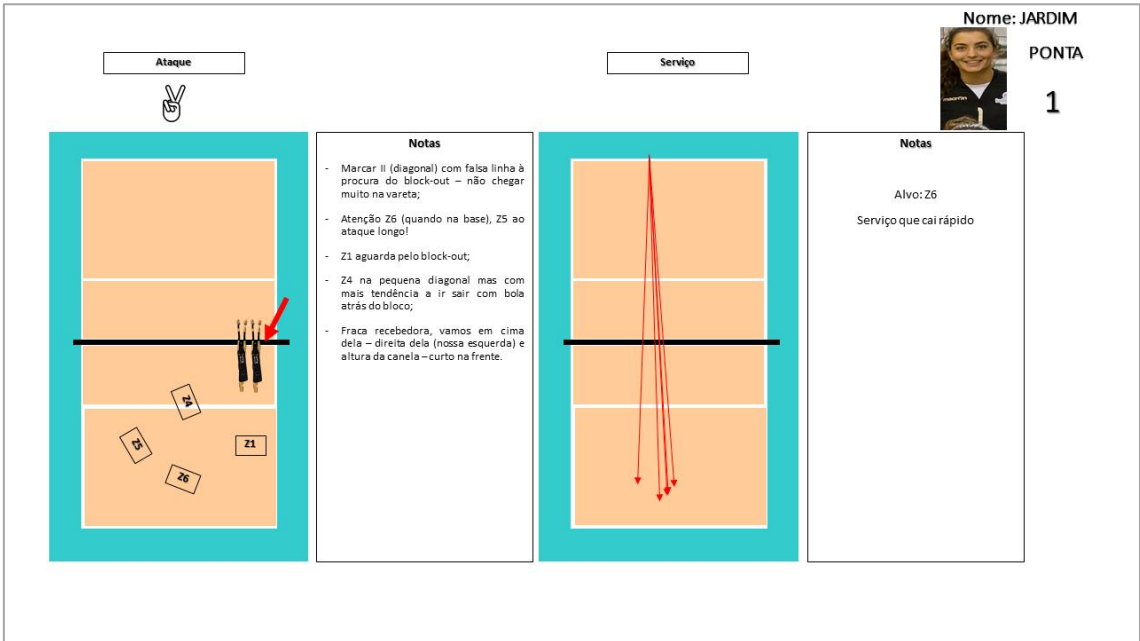 Nome: JARDIM
PONTA
1
Ataque
Serviço
Notas
- Marcar II (diagonal) com falsa linha à
procura do block-out – não chegar
muito na vareta;
- Atenção Z6 (quando na base), Z5 ao
ataque longo!
- Z1 aguarda pelo block-out;
- Z4 na pequena diagonal mas com
mais tendência a ir sair com bola
atrás do bloco;
- Fraca recebedora, vamos em cima
dela – direita dela (nossa esquerda) e
altura da canela – curto na frente.
Z4
Z5
Z1
Z6
Notas
Alvo: Z6
Serviço que cai rápido